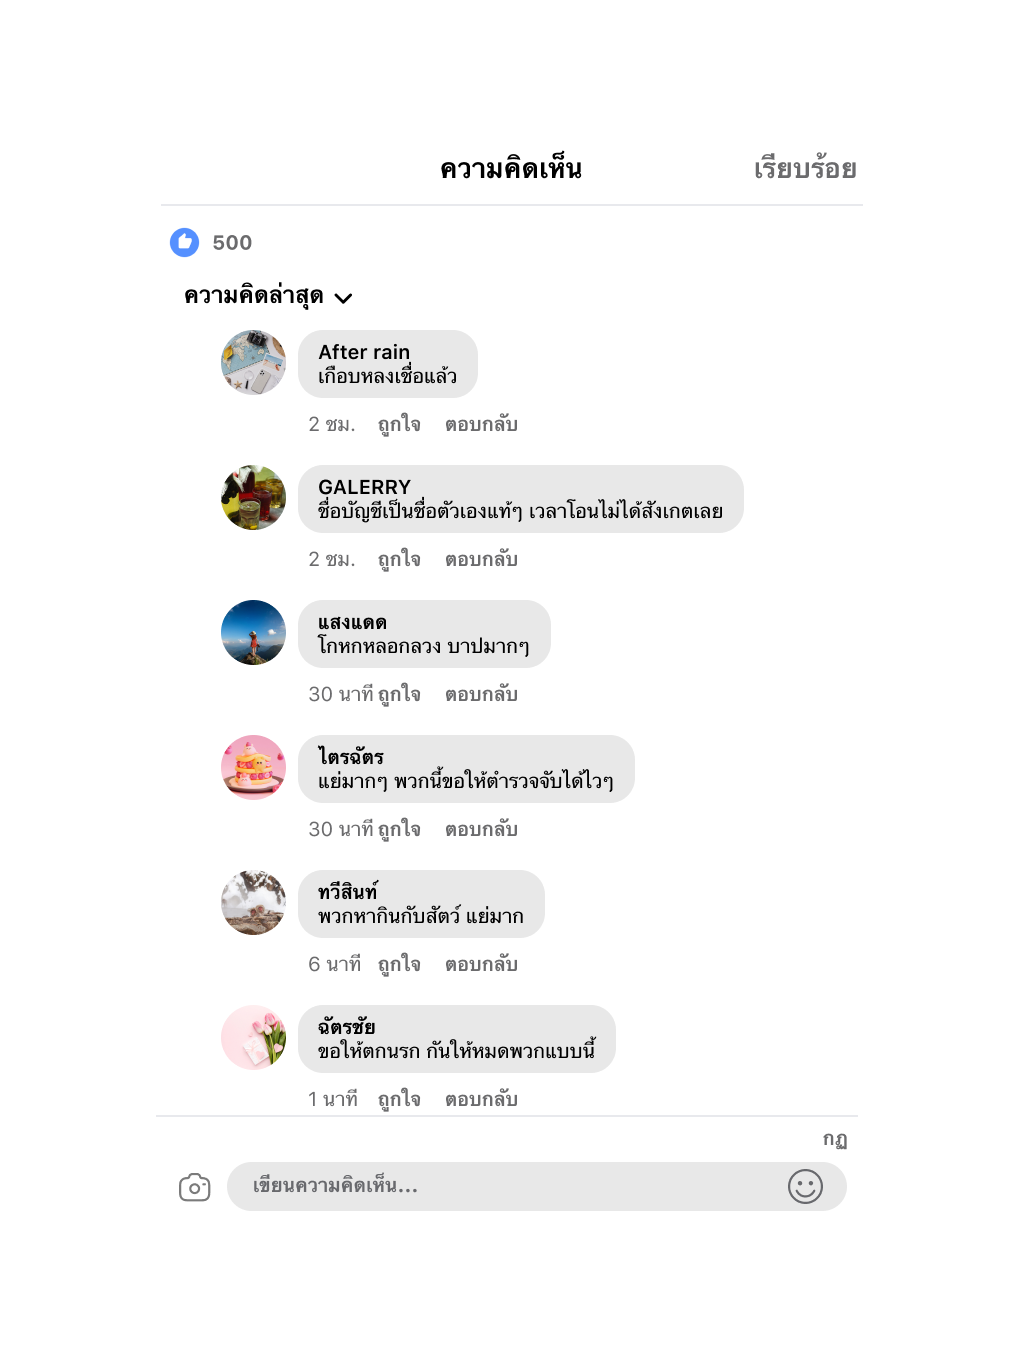 ความคิดเห็น
เรียบร้อย
500
ความคิดล่าสุด
After rain
เกือบหลงเชื่อแล้ว
2 ชม. ถูกใจ ตอบกลับ
GALERRY
ชื่อบัญชีเป็นชื่อตัวเองแท้ๆ เวลาโอนไม่ได้สังเกตเลย
2 ชม. ถูกใจ ตอบกลับ
แสงแดด
โกหกหลอกลวง บาปมากๆ
30 นาที ถูกใจ ตอบกลับ
ไตรฉัตร
แย่มากๆ พวกนี้ขอให้ตำรวจจับได้ไวๆ
30 นาที ถูกใจ ตอบกลับ
ทวีสินท์
พวกหากินกับสัตว์ แย่มาก
6 นาที ถูกใจ ตอบกลับ
ฉัตรชัย
ขอให้ตกนรก กันให้หมดพวกแบบนี้
1 นาที ถูกใจ ตอบกลับ
กฏ
เขียนความคิดเห็น...